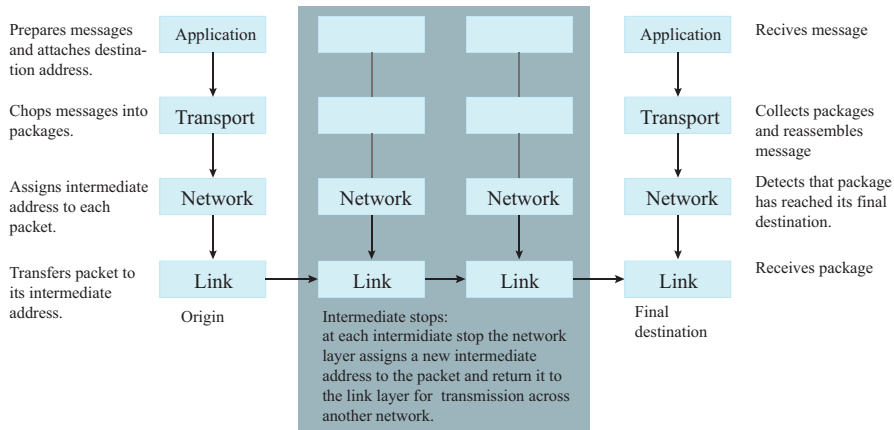 Prepares messages
and attaches destina-
tion address.
Application
Application
Recives message
Chops messages into
packages.
Transport
Transport
Collects packages
and reassembles
message
Assigns intermediate
address to each
packet.
Network
Network
Network
Network
Detects that package
has reached its final
destination.
Transfers packet to
its intermediate
address.
Link
Link
Link
Link
Receives package
Origin
Intermediate stops:
at each intermidiate stop the network
layer assigns a new intermediate
address to the packet and return it to
the link layer for transmission across
another network.
Final
destination